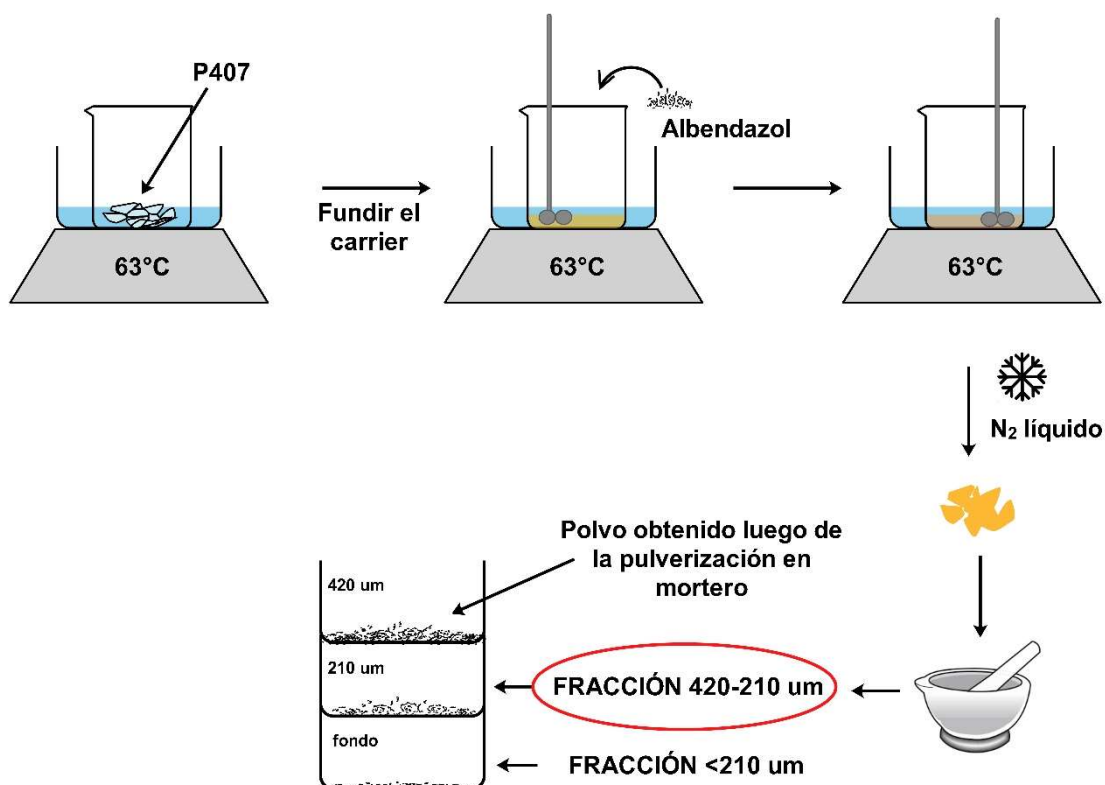 P407
63°C
Fundir el
carrier
Albendazol
63°C
63°C
N₂ líquido
Polvo obtenido luego de
la pulverización en
mortero
420 um
210 um
fondo
FRACCIÓN 420-210 um
FRACCIÓN <210 um